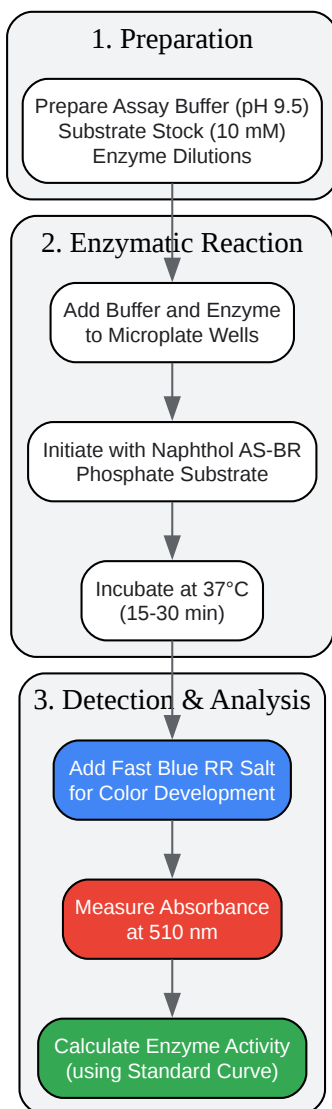 1. Preparation
Prepare Assay Buffer (pH 9.5)
Substrate Stock (10 mM)
Enzyme Dilutions
2. Enzymatic Reaction
Add Buffer and Enzyme
to Microplate Wells
Initiate with Naphthol AS-BR
Phosphate Substrate
Incubate at 37°C
(15-30 min)
3. Detection & Analysis
Add Fast Blue RR Salt
for Color Development
Measure Absorbance
at 510 nm
Calculate Enzyme Activity
(using Standard Curve)